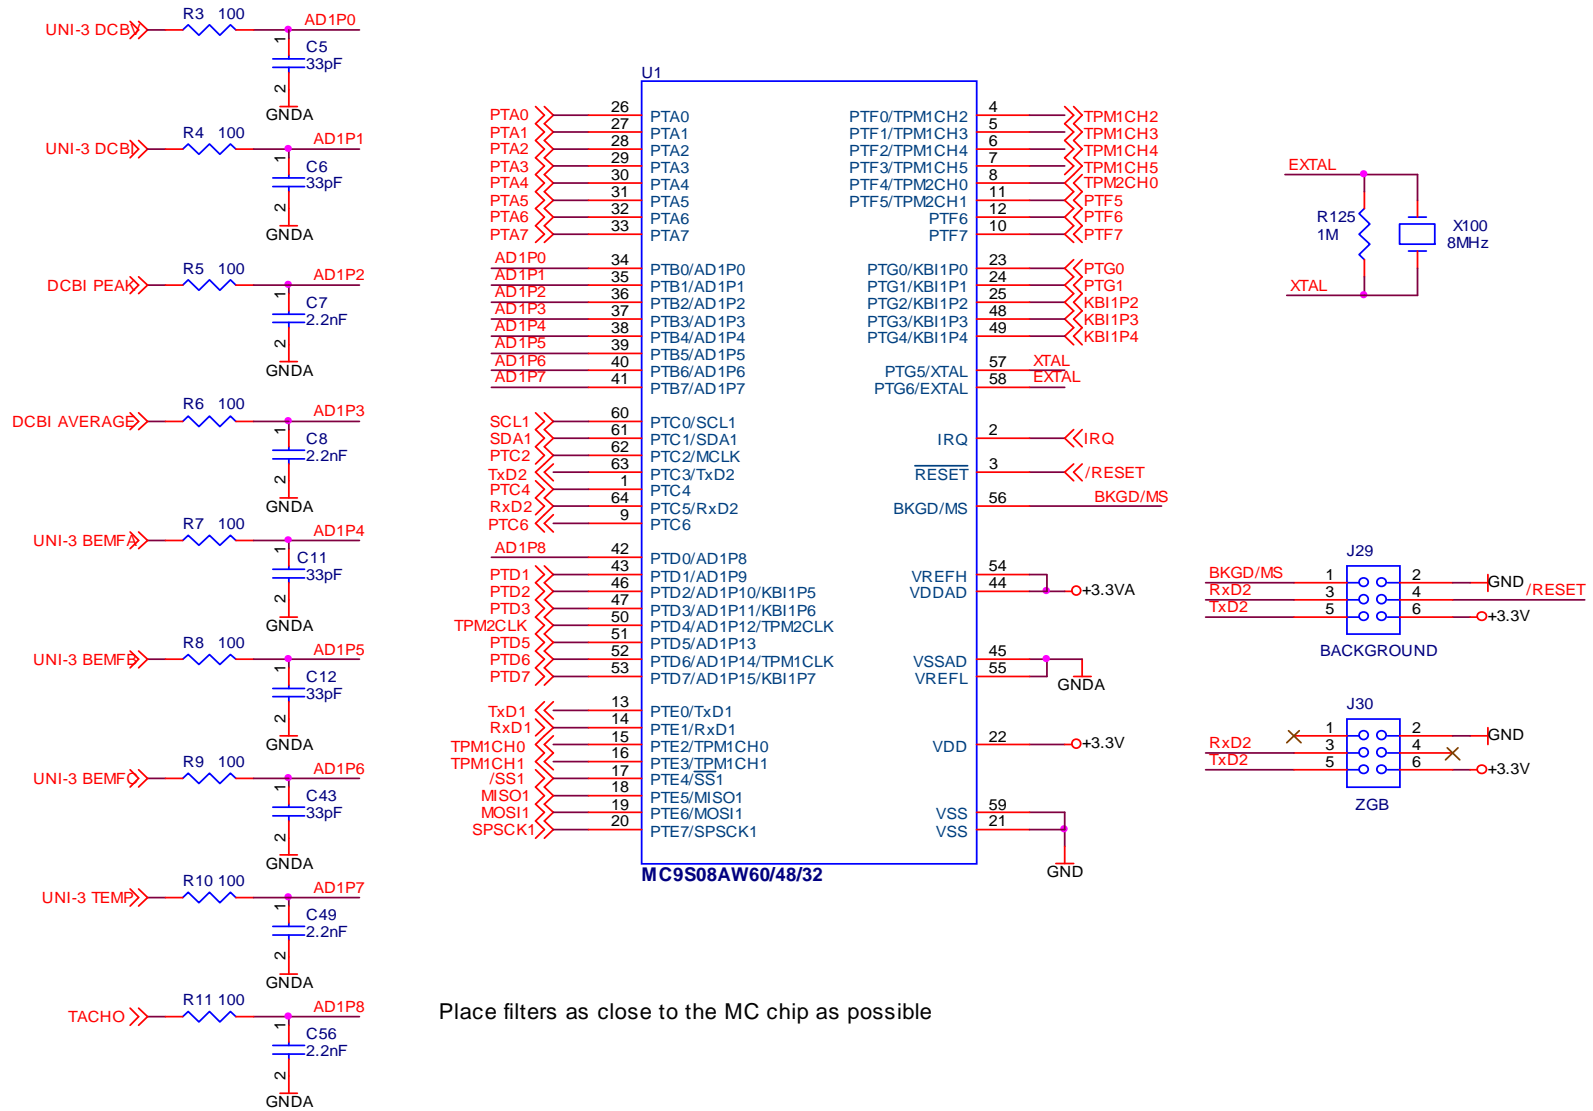 R3 100
UNI-3 DCBV
AD1P0
1
C5
33pF
2
GNDA
R4 100
UNI-3 DCBI
AD1P1
1
C6
33pF
2
GNDA
R5 100
DCBI PEAK
AD1P2
1
C7
2.2nF
2
GNDA
R6 100
DCBI AVERAGE
AD1P3
1
C8
2.2nF
2
GNDA
R7 100
UNI-3 BEMFA
AD1P4
1
C11
33pF
2
GNDA
R8 100
UNI-3 BEMFB
AD1P5
1
C12
33pF
2
GNDA
R9 100
UNI-3 BEMFC
AD1P6
1
C43
33pF
2
GNDA
R10 100
UNI-3 TEMP
AD1P7
1
C49
2.2nF
2
GNDA
R11 100
TACHO
AD1P8
1
C56
2.2nF
2
GNDA
U1
PTA0 26 PTA0
PTA1 27 PTA1
PTA2 28 PTA2
PTA3 29 PTA3
PTA4 30 PTA4
PTA5 31 PTA5
PTA6 32 PTA6
PTA7 33 PTA7
AD1P0 34 PTB0/AD1P0
AD1P1 35 PTB1/AD1P1
AD1P2 36 PTB2/AD1P2
AD1P3 37 PTB3/AD1P3
AD1P4 38 PTB4/AD1P4
AD1P5 39 PTB5/AD1P5
AD1P6 40 PTB6/AD1P6
AD1P7 41 PTB7/AD1P7
SCL1 60 PTC0/SCL1
SDA1 61 PTC1/SDA1
PTC2 62 PTC2/MCLK
TxD2 63 PTC3/TxD2
PTC4 1 PTC4
RxD2 64 PTC5/RxD2
PTC6 9 PTC6
AD1P8 42 PTD0/AD1P8
PTD1 43 PTD1/AD1P9
PTD2 46 PTD2/AD1P10/KBI1P5
PTD3 47 PTD3/AD1P11/KBI1P6
TPM2CLK 50 PTD4/AD1P12/TPM2CLK
PTD5 51 PTD5/AD1P13
PTD6 52 PTD6/AD1P14/TPM1CLK
PTD7 53 PTD7/AD1P15/KBI1P7
TxD1 13 PTE0/TxD1
RxD1 14 PTE1/RxD1
TPM1CH0 15 PTE2/TPM1CH0
TPM1CH1 16 PTE3/TPM1CH1
/SS1 17 PTE4/SS1
MISO1 18 PTE5/MISO1
MOSI1 19 PTE6/MOSI1
SPSCK1 20 PTE7/SPSCK1
PTF0/TPM1CH2 4 TPM1CH2
PTF1/TPM1CH3 5 TPM1CH3
PTF2/TPM1CH4 6 TPM1CH4
PTF3/TPM1CH5 7 TPM1CH5
PTF4/TPM2CH0 8 TPM2CH0
PTF5/TPM2CH1 11 PTF5
PTF6 12 PTF6
PTF7 10 PTF7
PTG0/KBI1P0 23 PTG0
PTG1/KBI1P1 24 PTG1
PTG2/KBI1P2 25 KBI1P2
PTG3/KBI1P3 48 KBI1P3
PTG4/KBI1P4 49 KBI1P4
PTG5/XTAL 57 XTAL
PTG6/EXTAL 58 EXTAL
IRQ 2 IRQ
RESET 3 /RESET
BKGD/MS 56 BKGD/MS
VREFH 54
VDDAD 44 +3.3VA
VSSAD 45
VREFL 55
GNDA
VDD 22 +3.3V
VSS 59
VSS 21
GND
MC9S08AW60/48/32
Place filters as close to the MC chip as possible
EXTAL
R125
1M
X100
8MHz
XTAL
J29
BKGD/MS 1 2 GND
RxD2 3 4 /RESET
TxD2 5 6 +3.3V
BACKGROUND
J30
1 2 GND
RxD2 3 4
TxD2 5 6 +3.3V
ZGB